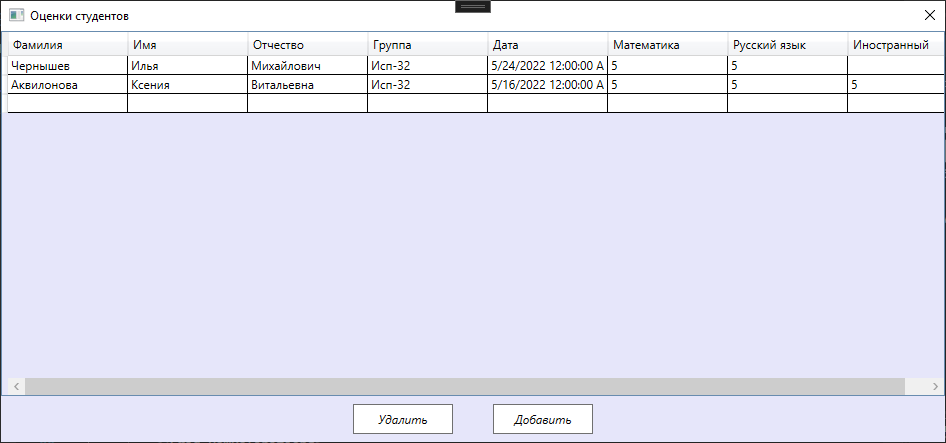 Оценки студентов
Фамилия Имя Отчество Группа Дата Математика Русский язык Иностранный
Чернышев Илья Михайлович Исп-32 5/24/2022 12:00:00 A 5 5
Аквилонова Ксения Витальевна Исп-32 5/16/2022 12:00:00 A 5 5 5
Удалить Добавить